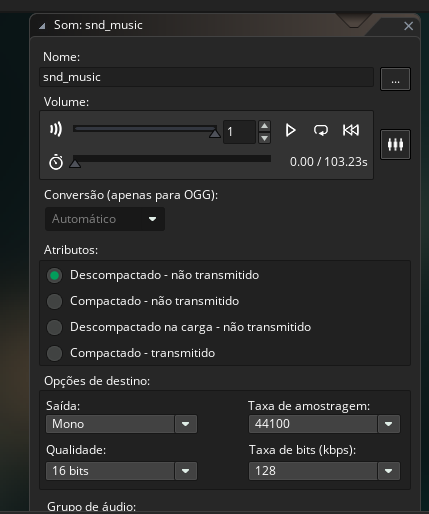 Som: snd_music
Nome:
snd_music
...
Volume:
1
0.00 / 103.23s
Conversão (apenas para OGG):
Automático
Atributos:
Descompactado - não transmitido
Compactado - não transmitido
Descompactado na carga - não transmitido
Compactado - transmitido
Opções de destino:
Saída: Taxa de amostragem:
Mono 44100
Qualidade: Taxa de bits (kbps):
16 bits 128
Grupo de áudio: